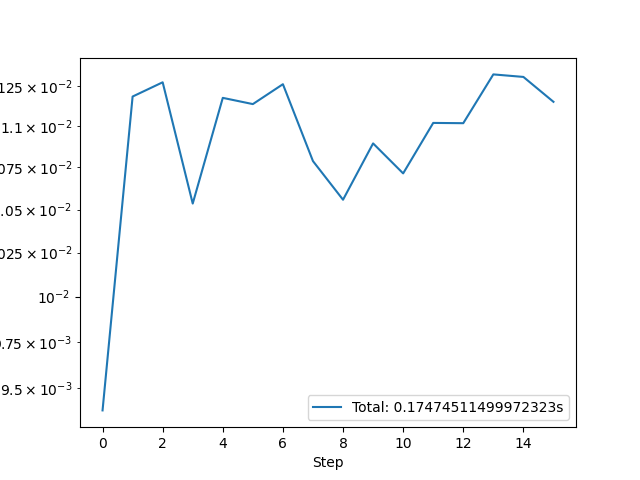 125 × 10⁻²
1.1 × 10⁻²
075 × 10⁻²
.05 × 10⁻²
025 × 10⁻²
10⁻²
9.75 × 10⁻³
9.5 × 10⁻³
Total: 0.17474511499972323s
0 2 4 6 8 10 12 14
Step